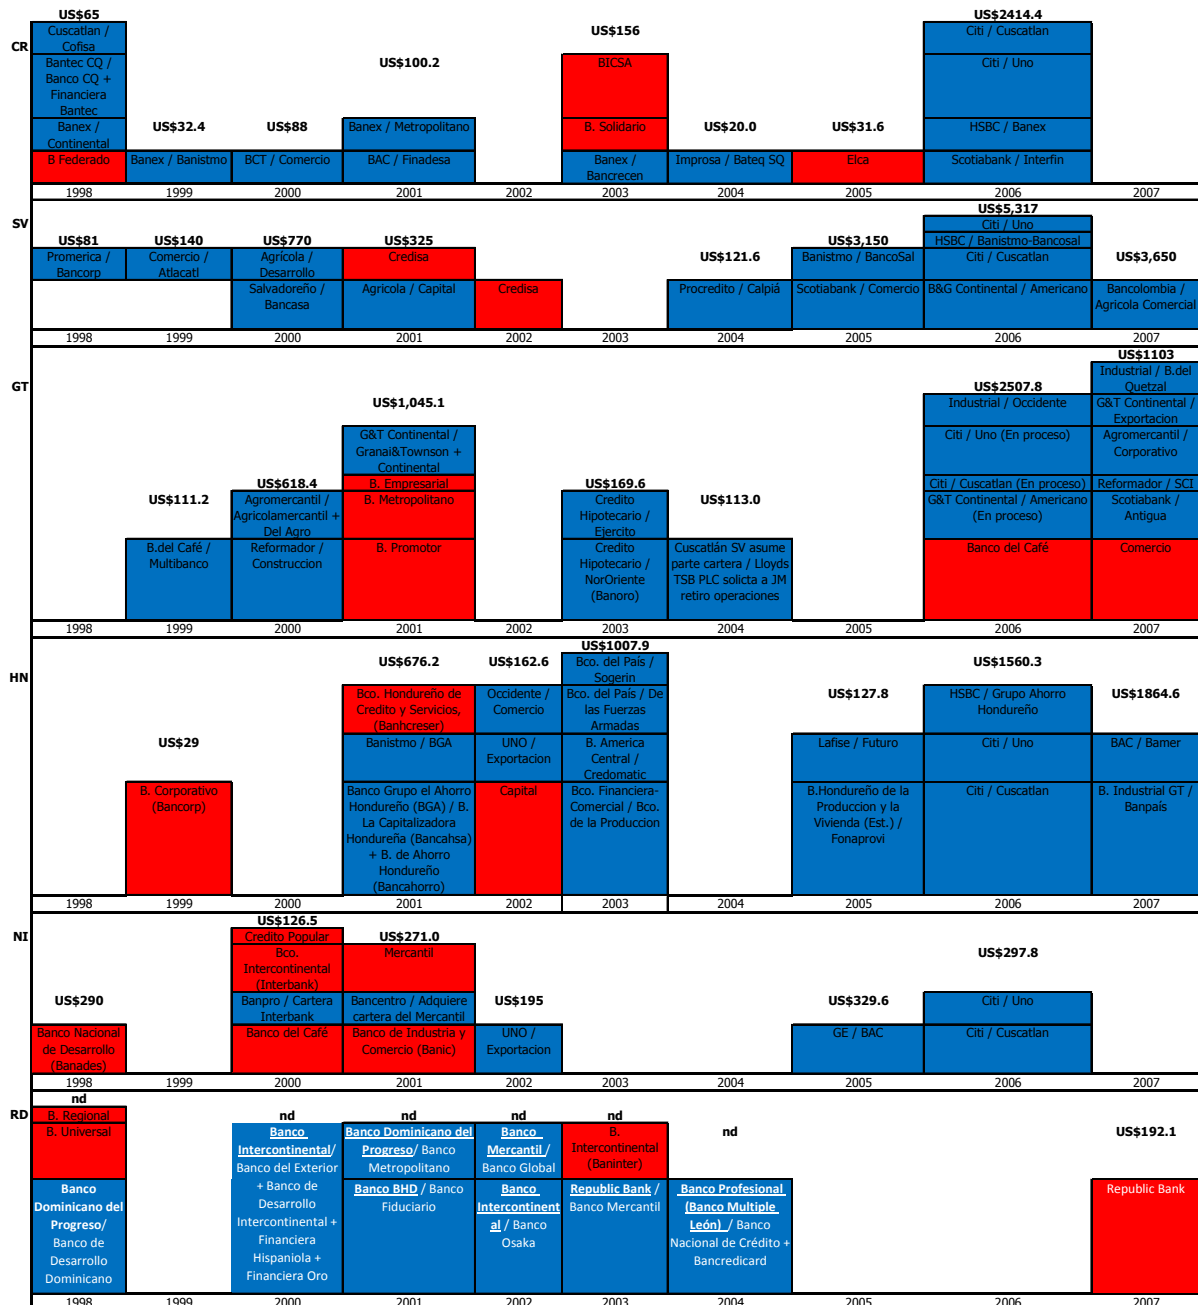 CR
US$65
Cuscatlan /
Cofisa
Bantec CQ /
Banco CQ +
Financiera
Bantec
Banex /
Continental
B Federado
US$32.4
Banex / Banistmo
US$88
BCT / Comercio
US$100.2
Banex / Metropolitano
BAC / Finadesa
US$156
BICSA
B. Solidario
Banex /
Bancrecen
US$20.0
Improsa / Bateq SQ
US$31.6
Elca
US$2414.4
Citi / Cuscatlan
Citi / Uno
HSBC / Banex
Scotiabank / Interfin
1998 1999 2000 2001 2002 2003 2004 2005 2006 2007
SV
US$81
Promerica /
Bancorp
US$140
Comercio /
Atlacatl
US$770
Agrícola /
Desarrollo
Salvadoreño /
Bancasa
US$325
Credisa
Agricola / Capital
Credisa
US$121.6
Procredito / Calpiá
US$3,150
Banistmo / BancoSal
Scotiabank / Comercio
US$5,317
Citi / Uno
HSBC / Banistmo-Bancosal
Citi / Cuscatlan
B&G Continental / Americano
US$3,650
Bancolombia /
Agricola Comercial
1998 1999 2000 2001 2002 2003 2004 2005 2006 2007
GT
US$111.2
B.del Café /
Multibanco
US$618.4
Agromercantil /
Agricolamercantil +
Del Agro
Reformador /
Construccion
US$1,045.1
G&T Continental /
Granai&Townson +
Continental
B. Empresarial
B. Metropolitano
B. Promotor
US$169.6
Credito
Hipotecario /
Ejercito
Credito
Hipotecario /
NorOriente
(Banoro)
US$113.0
Cuscatlán SV asume
parte cartera / Lloyds
TSB PLC solicta a JM
retiro operaciones
US$2507.8
Industrial / Occidente
Citi / Uno (En proceso)
Citi / Cuscatlan (En proceso)
G&T Continental / Americano
(En proceso)
Banco del Café
US$1103
Industrial / B.del
Quetzal
G&T Continental /
Exportacion
Agromercantil /
Corporativo
Reformador / SCI
Scotiabank /
Antigua
Comercio
1998 1999 2000 2001 2002 2003 2004 2005 2006 2007
HN
US$29
B. Corporativo
(Bancorp)
US$676.2
Bco. Hondureño de
Credito y Servicios,
(Banhcreser)
Banistmo / BGA
Banco Grupo el Ahorro
Hondureño (BGA) / B.
La Capitalizadora
Hondureña (Bancahsa)
+ B. de Ahorro
Hondureño
(Bancahorro)
US$162.6
Occidente /
Comercio
UNO /
Exportacion
Capital
US$1007.9
Bco. del País /
Sogerin
Bco. del País / De
las Fuerzas
Armadas
B. America
Central /
Credomatic
Bco. Financiera-
Comercial / Bco.
de la Produccion
US$127.8
Lafise / Futuro
B.Hondureño de la
Produccion y la
Vivienda (Est.) /
Fonaprovi
US$1560.3
HSBC / Grupo Ahorro
Hondureño
Citi / Uno
Citi / Cuscatlan
US$1864.6
BAC / Bamer
B. Industrial GT /
Banpaís
1998 1999 2000 2001 2002 2003 2004 2005 2006 2007
NI
US$290
Banco Nacional
de Desarrollo
(Banades)
US$126.5
Credito Popular
Bco.
Intercontinental
(Interbank)
Banpro / Cartera
Interbank
Banco del Café
US$271.0
Mercantil
Bancentro / Adquiere
cartera del Mercantil
Banco de Industria y
Comercio (Banic)
US$195
UNO /
Exportacion
US$329.6
GE / BAC
US$297.8
Citi / Uno
Citi / Cuscatlan
1998 1999 2000 2001 2002 2003 2004 2005 2006 2007
RD
nd
B. Regional
B. Universal
Banco
Dominicano del
Progreso/
Banco de
Desarrollo
Dominicano
nd
Banco
Intercontinental/
Banco del Exterior
+ Banco de
Desarrollo
Intercontinental +
Financiera
Hispaniola +
Financiera Oro
nd
Banco Dominicano del
Progreso/ Banco
Metropolitano
Banco BHD / Banco
Fiduciario
nd
Banco
Mercantil /
Banco Global
Banco
Intercontinent
al / Banco
Osaka
nd
B.
Intercontinental
(Baninter)
Republic Bank /
Banco Mercantil
nd
Banco Profesional
(Banco Multiple
León) / Banco
Nacional de Crédito +
Bancredicard
US$192.1
Republic Bank
1998 1999 2000 2001 2002 2003 2004 2005 2006 2007